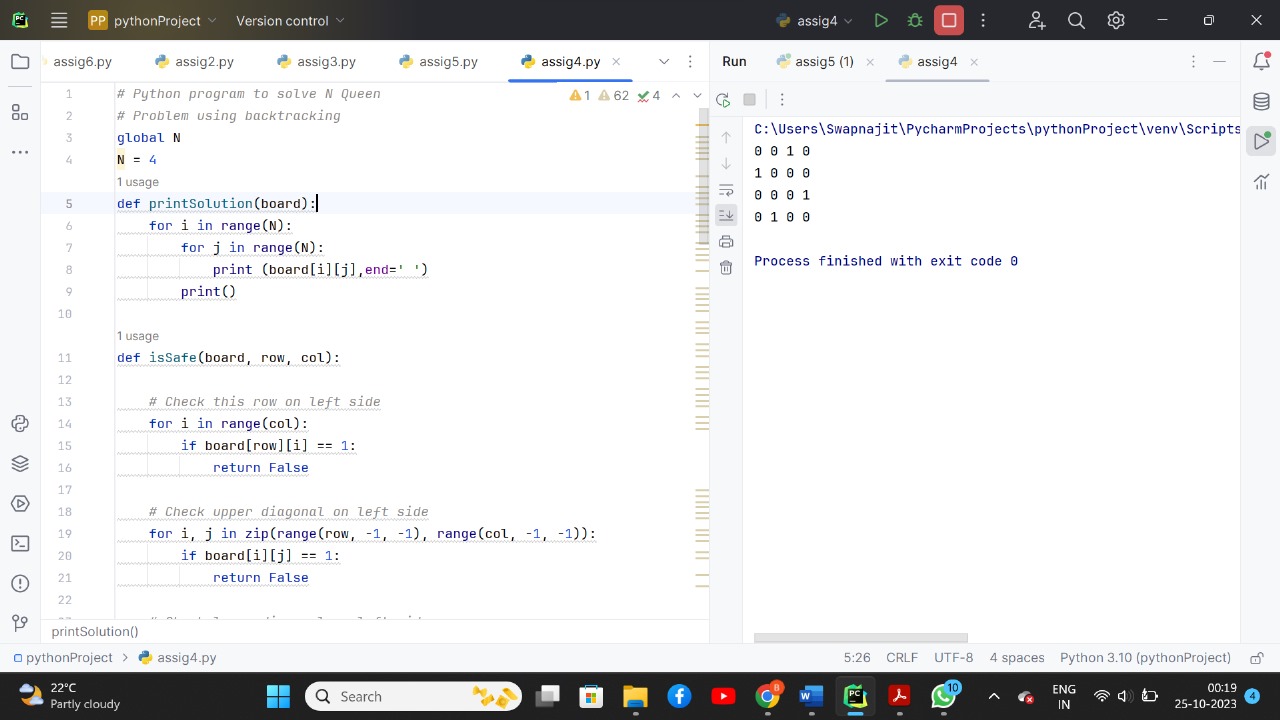 PC PP pythonProject Version control assig4
assig6.py assig2.py assig3.py assig5.py assig4.py Run assig5 (1) assig4
1 # Python program to solve N Queen
2 # Problem using backtracking
3 global N
4 N = 4
1 usage
5 def printSolution(board):
6 for i in range(N):
7 for j in range(N):
8 print (board[i][j],end=' ')
9 print()
10
1 usage
11 def isSafe(board, row, col):
12
13 # Check this row on left side
14 for i in range(col):
15 if board[row][i] == 1:
16 return False
17
18 # Check upper diagonal on left side
19 for i, j in zip(range(row, -1, -1), range(col, -1, -1)):
20 if board[i][j] == 1:
21 return False
22
1 62 4
C:\Users\Swapnajit\PycharmProjects\pythonProject\venv\Scripts
0 0 1 0
1 0 0 0
0 0 0 1
0 1 0 0
Process finished with exit code 0
printSolution()
pythonProject > assig4.py 5:26 CRLF UTF-8 4 spaces Python 3.10 (pythonProject)
22°C
Partly cloudy
Search
8
10
ENG
IN
00:19
25-10-2023
4